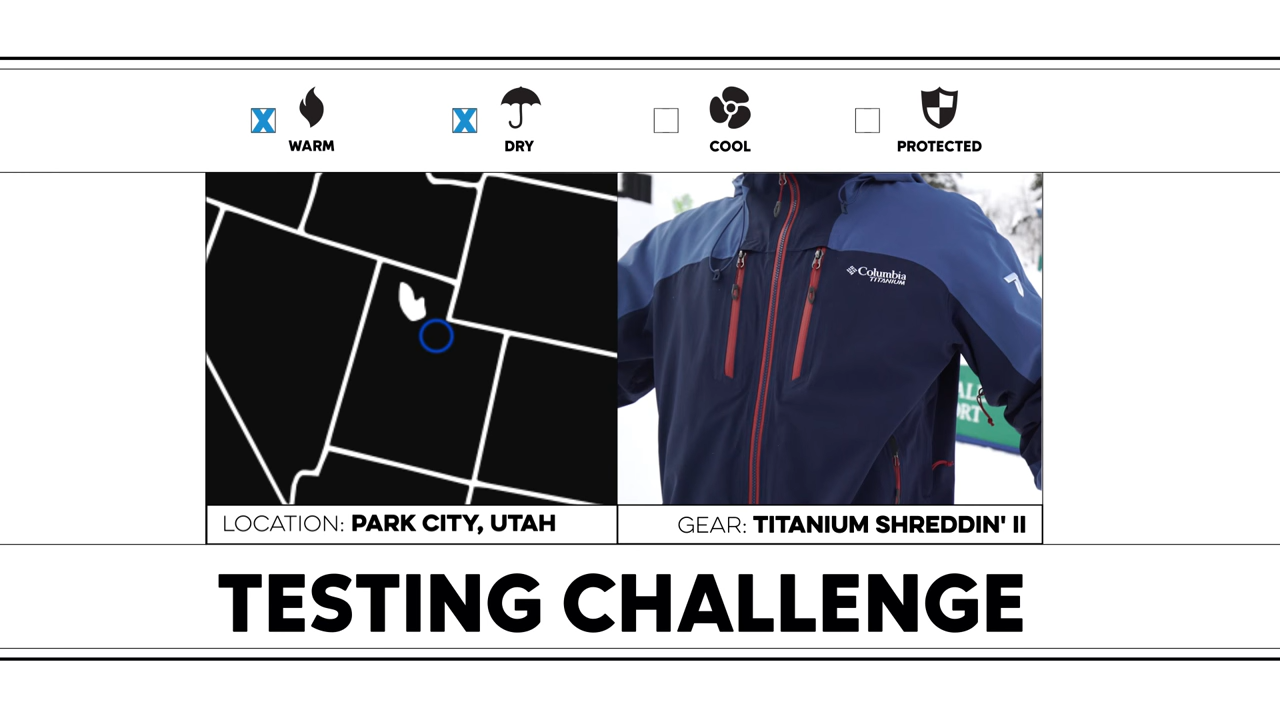 WARM
DRY
COOL
PROTECTED
Columbia
TITANIUM
LOCATION: PARK CITY, UTAH
GEAR: TITANIUM SHREDDIN' II
TESTING CHALLENGE